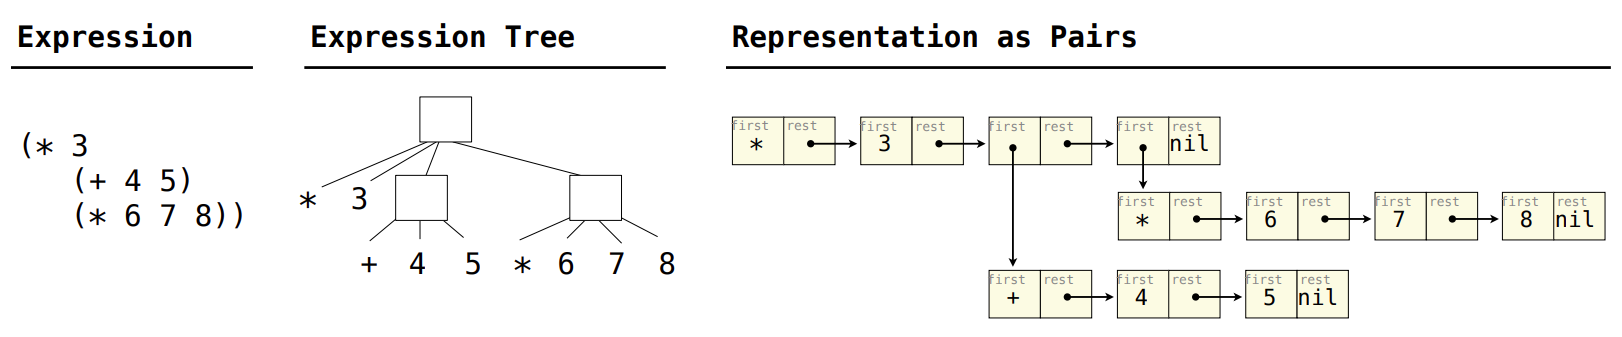 Expression Expression Tree Representation as Pairs
(* 3
(+ 4 5)
(* 6 7 8))
* 3
+ 4 5 * 6 7 8
first rest first rest first rest first rest
* 3 nil
first rest first rest first rest first rest
* 6 7 8 nil
first rest first rest first rest
+ 4 5 nil